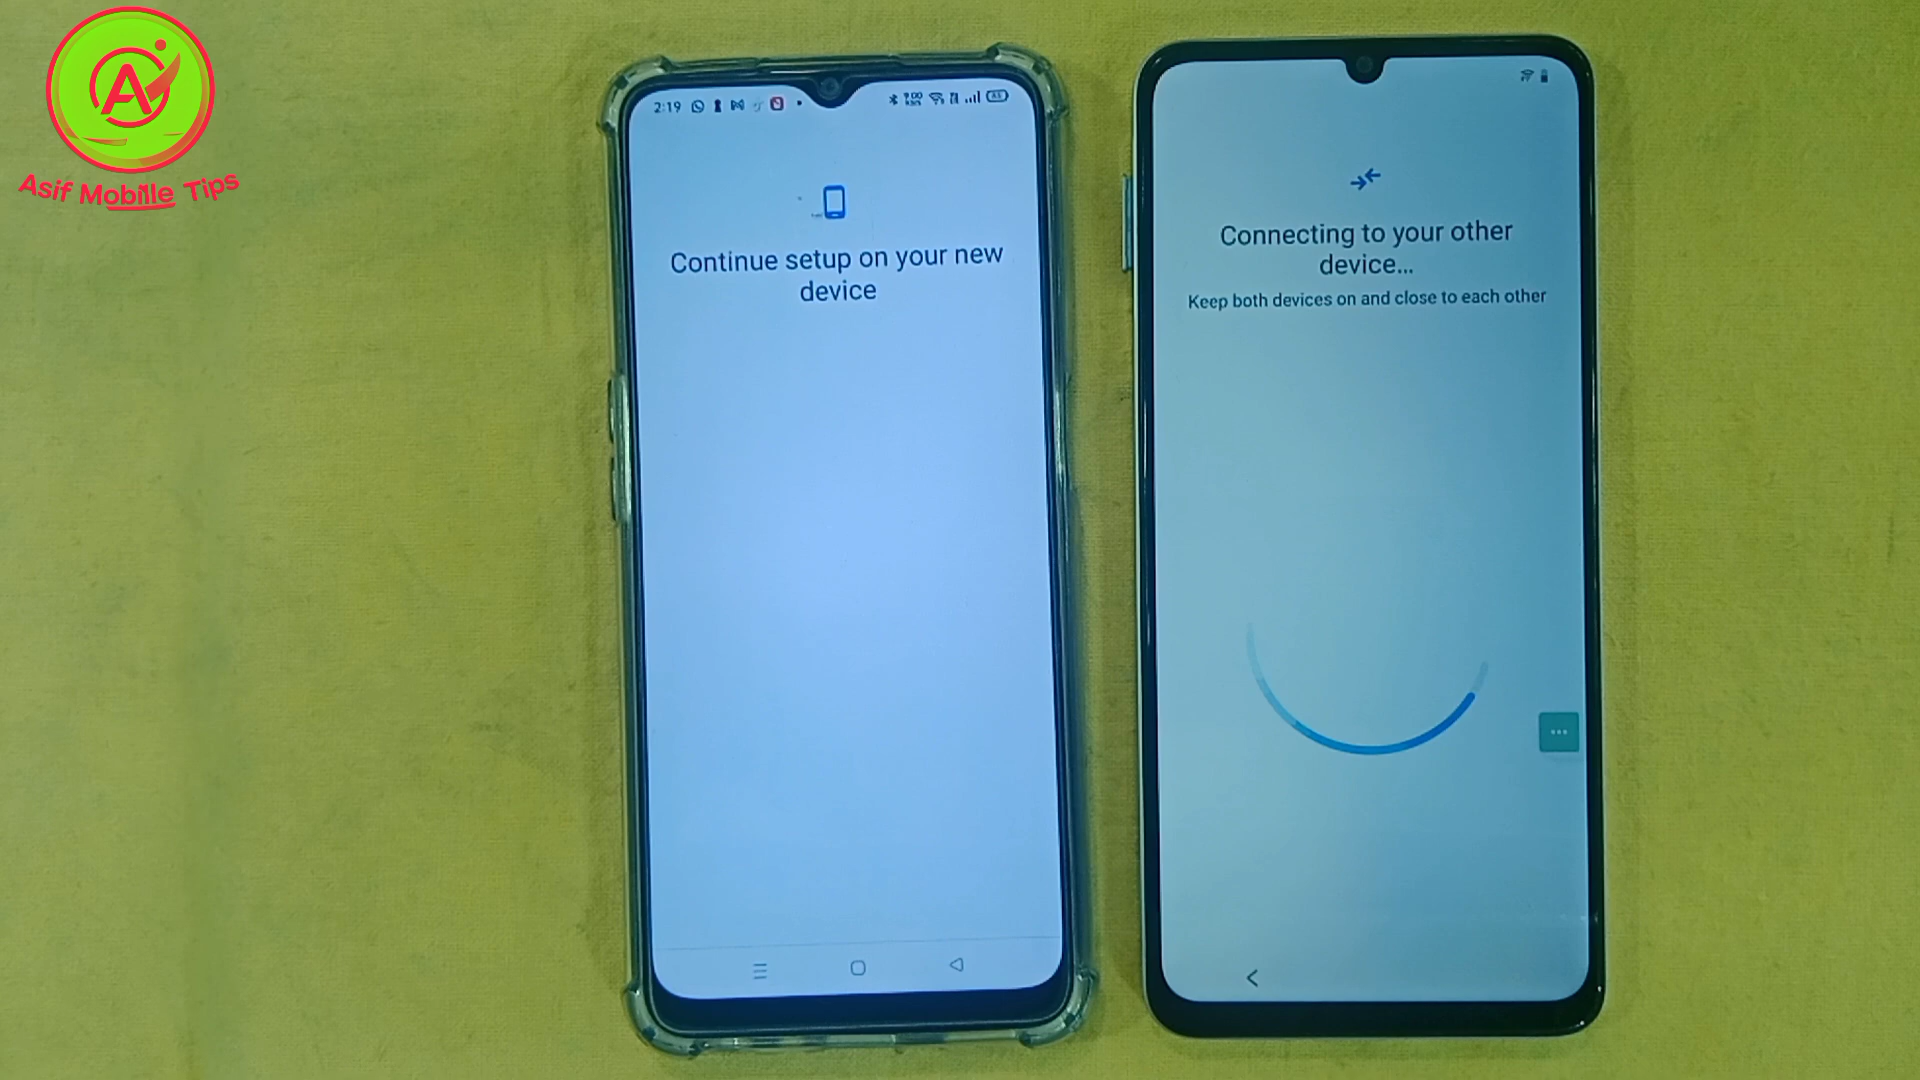 Asif Mobile Tips
2:19
Continue setup on your new
device
Connecting to your other
device...
Keep both devices on and close to each other